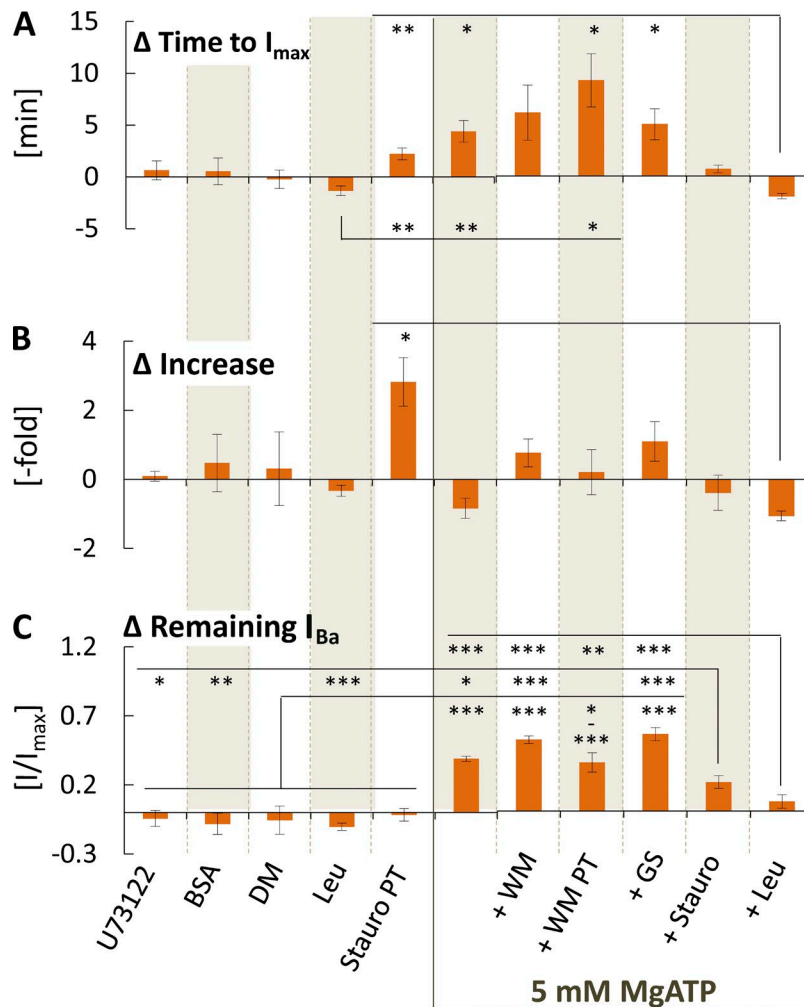 A
Δ Time to Imax
[min]
15
10
5
0
-5
** * * *
** ** *
B
Δ Increase
[-fold]
4
2
0
-2
*
C
Δ Remaining IBa
[I/Imax]
1.2
0.7
0.2
-0.3
*** *** ** ***
* ** *** * *** ***
*** *** * ***
-
***
U73122
BSA
DM
Leu
Stauro PT
+ WM
+ WM PT
+ GS
+ Stauro
+ Leu
5 mM MgATP